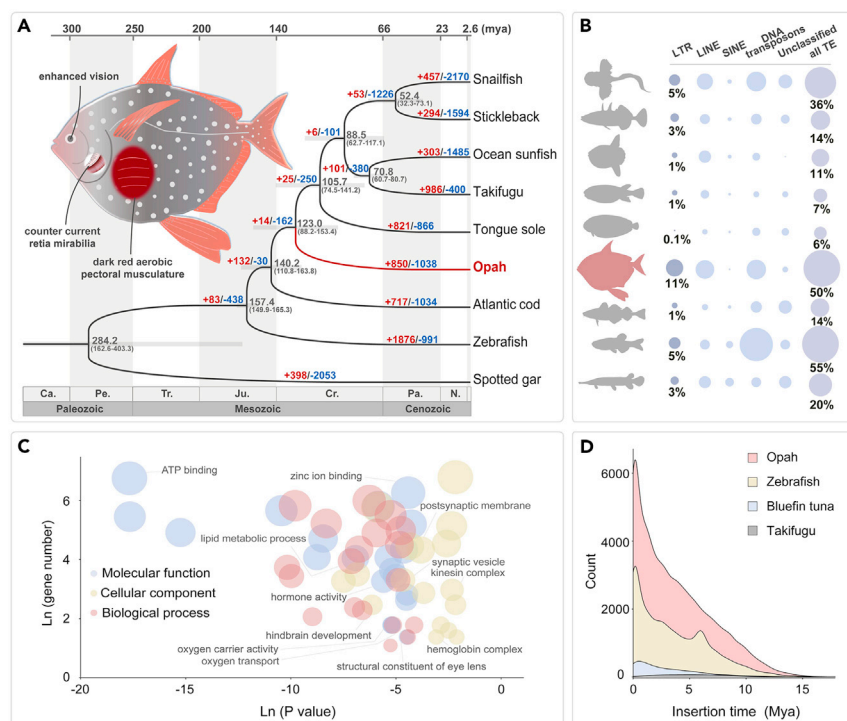 A
300 250 200 140 66 23 2.6 (mya)
enhanced vision
counter current
retia mirabilia
dark red aerobic
pectoral musculature
+457/-2170 Snailfish
+53/-1226
52.4
(32.3-73.1)
+294/-1594 Stickleback
+6/-101
88.5
(62.7-117.1)
+303/-1485 Ocean sunfish
+101/-380
70.8
(60.7-80.7)
+25/-250
105.7
(74.5-141.2)
+986/-400 Takifugu
+14/-162
123.0
(88.2-153.4)
+821/-866 Tongue sole
+132/-30
140.2
(110.8-163.8)
+850/-1038 Opah
+83/-438
157.4
(149.9-165.3)
+717/-1034 Atlantic cod
284.2
(162.6-403.3)
+1876/-991 Zebrafish
+398/-2053 Spotted gar
Ca. Pe. Tr. Ju. Cr. Pa. N.
Paleozoic Mesozoic Cenozoic
B
LTR LINE SINE DNA transposons Unclassified all TE
5% 36%
3% 14%
1% 11%
1% 7%
0.1% 6%
11% 50%
1% 14%
5% 55%
3% 20%
C
Ln (gene number)
6
4
2
0
-20 -15 -10 -5 0
Ln (P value)
ATP binding
zinc ion binding
postsynaptic membrane
lipid metabolic process
synaptic vesicle
kinesin complex
hormone activity
hindbrain development
oxygen carrier activity
oxygen transport
hemoglobin complex
structural constituent of eye lens
Molecular function
Cellular component
Biological process
D
Count
6000
4000
2000
0
0 5 10 15
Insertion time (Mya)
Opah
Zebrafish
Bluefin tuna
Takifugu